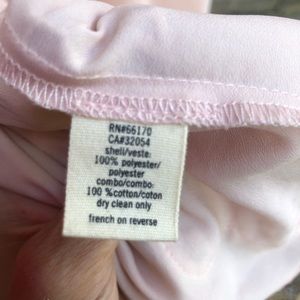 RN#66170
CA#32054
shell/veste:
100% polyester/
polyester
combo/combo:
100 %cotton/coton
dry clean only
french on reverse